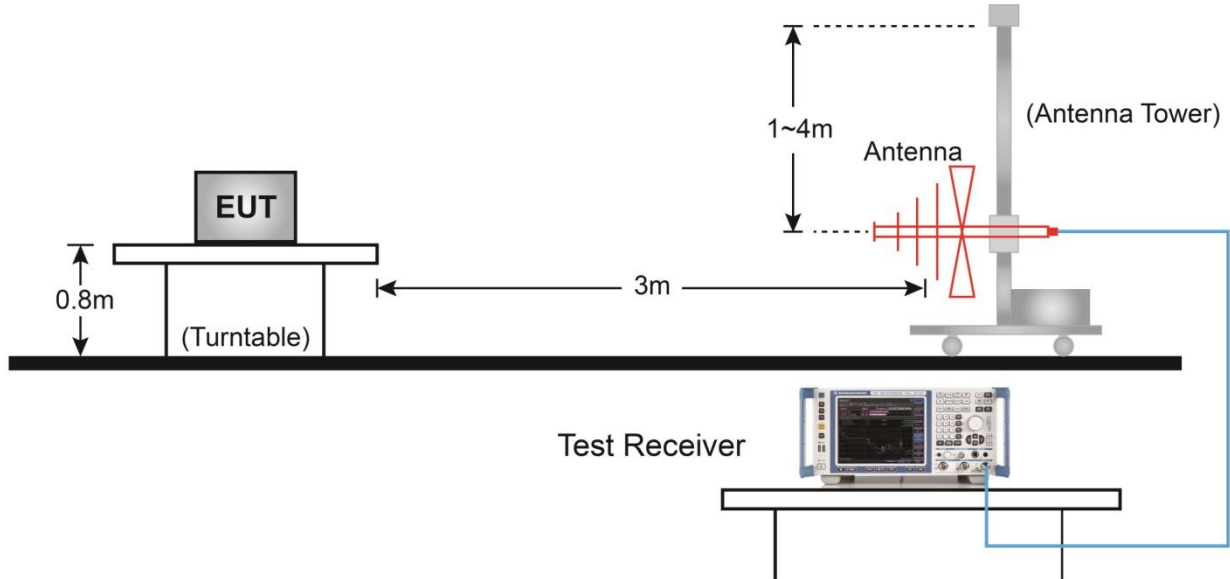 1~4m
(Antenna Tower)
Antenna
EUT
3m
0.8m
(Turntable)
Test Receiver